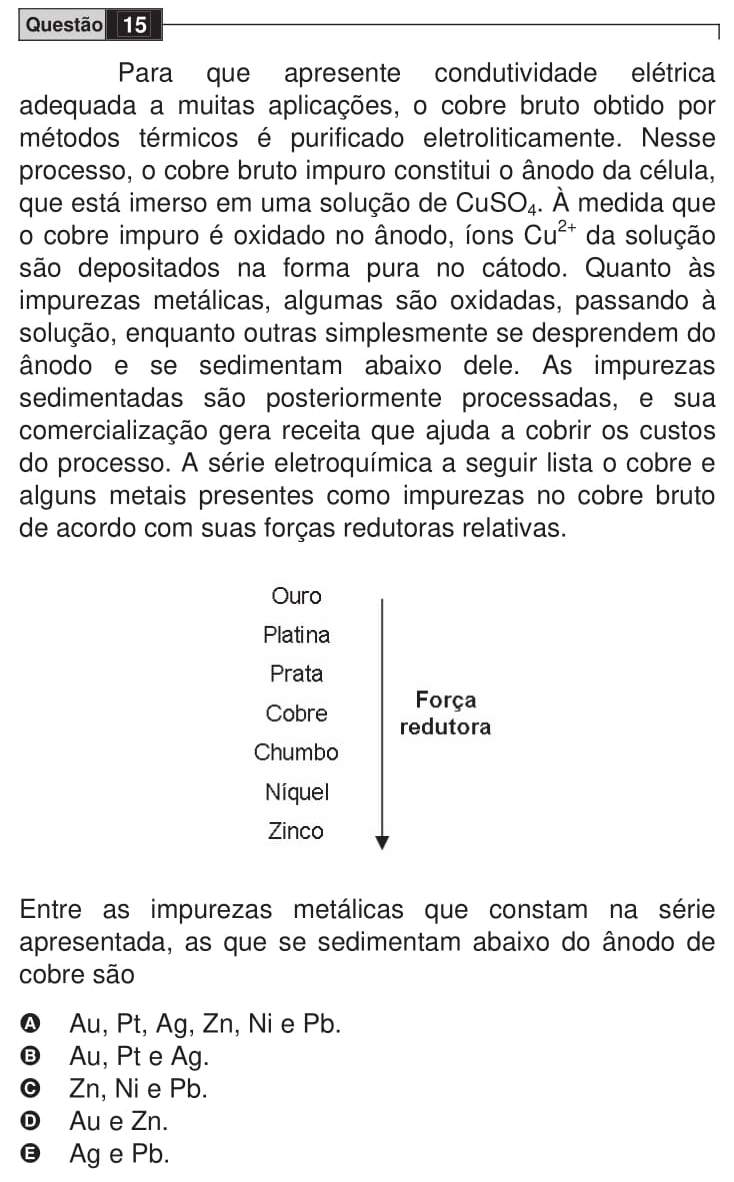 Questão 15
Para que apresente condutividade elétrica
adequada a muitas aplicações, o cobre bruto obtido por
métodos térmicos é purificado eletroliticamente. Nesse
processo, o cobre bruto impuro constitui o ânodo da célula,
que está imerso em uma solução de CuSO₄. À medida que
o cobre impuro é oxidado no ânodo, íons Cu²⁺ da solução
são depositados na forma pura no cátodo. Quanto às
impurezas metálicas, algumas são oxidadas, passando à
solução, enquanto outras simplesmente se desprendem do
ânodo e se sedimentam abaixo dele. As impurezas
sedimentadas são posteriormente processadas, e sua
comercialização gera receita que ajuda a cobrir os custos
do processo. A série eletroquímica a seguir lista o cobre e
alguns metais presentes como impurezas no cobre bruto
de acordo com suas forças redutoras relativas.
Ouro
Platina
Prata
Cobre
Chumbo
Níquel
Zinco
Força
redutora
Entre as impurezas metálicas que constam na série
apresentada, as que se sedimentam abaixo do ânodo de
cobre são
A Au, Pt, Ag, Zn, Ni e Pb.
B Au, Pt e Ag.
C Zn, Ni e Pb.
D Au e Zn.
E Ag e Pb.